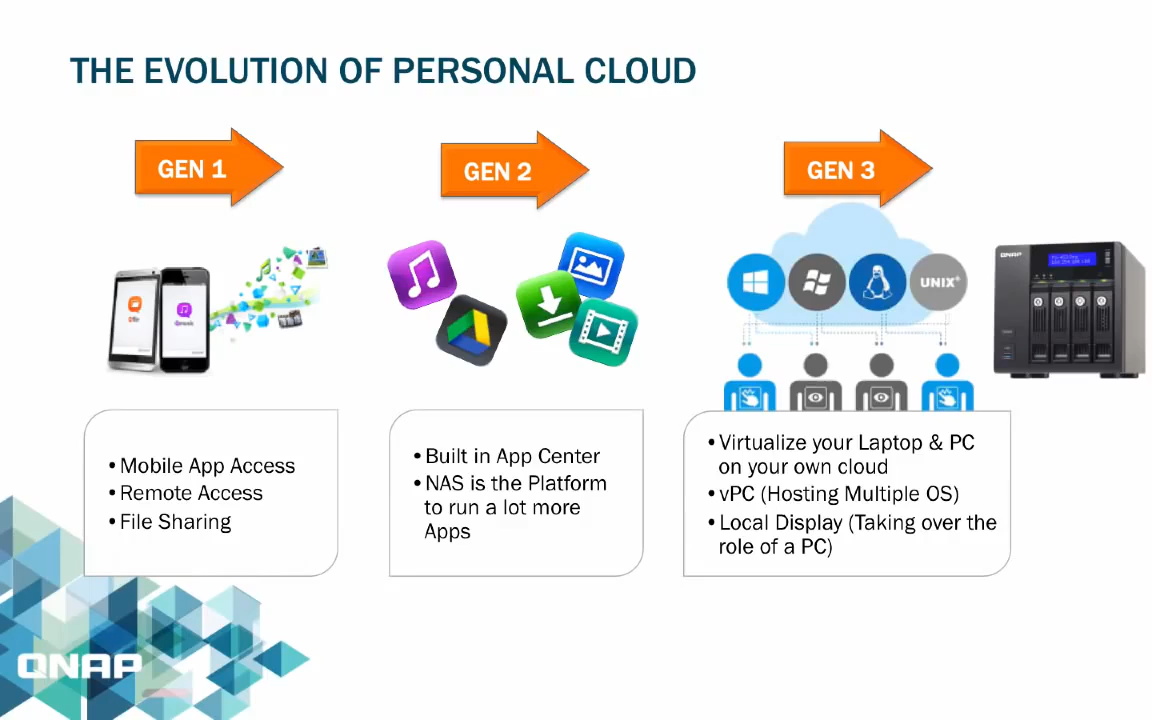 THE EVOLUTION OF PERSONAL CLOUD
GEN 1
GEN 2
GEN 3
UNIX®
QNAP
•Mobile App Access
•Remote Access
•File Sharing
•Built in App Center
•NAS is the Platform
to run a lot more
Apps
•Virtualize your Laptop & PC
on your own cloud
•vPC (Hosting Multiple OS)
•Local Display (Taking over the
role of a PC)
QNAP